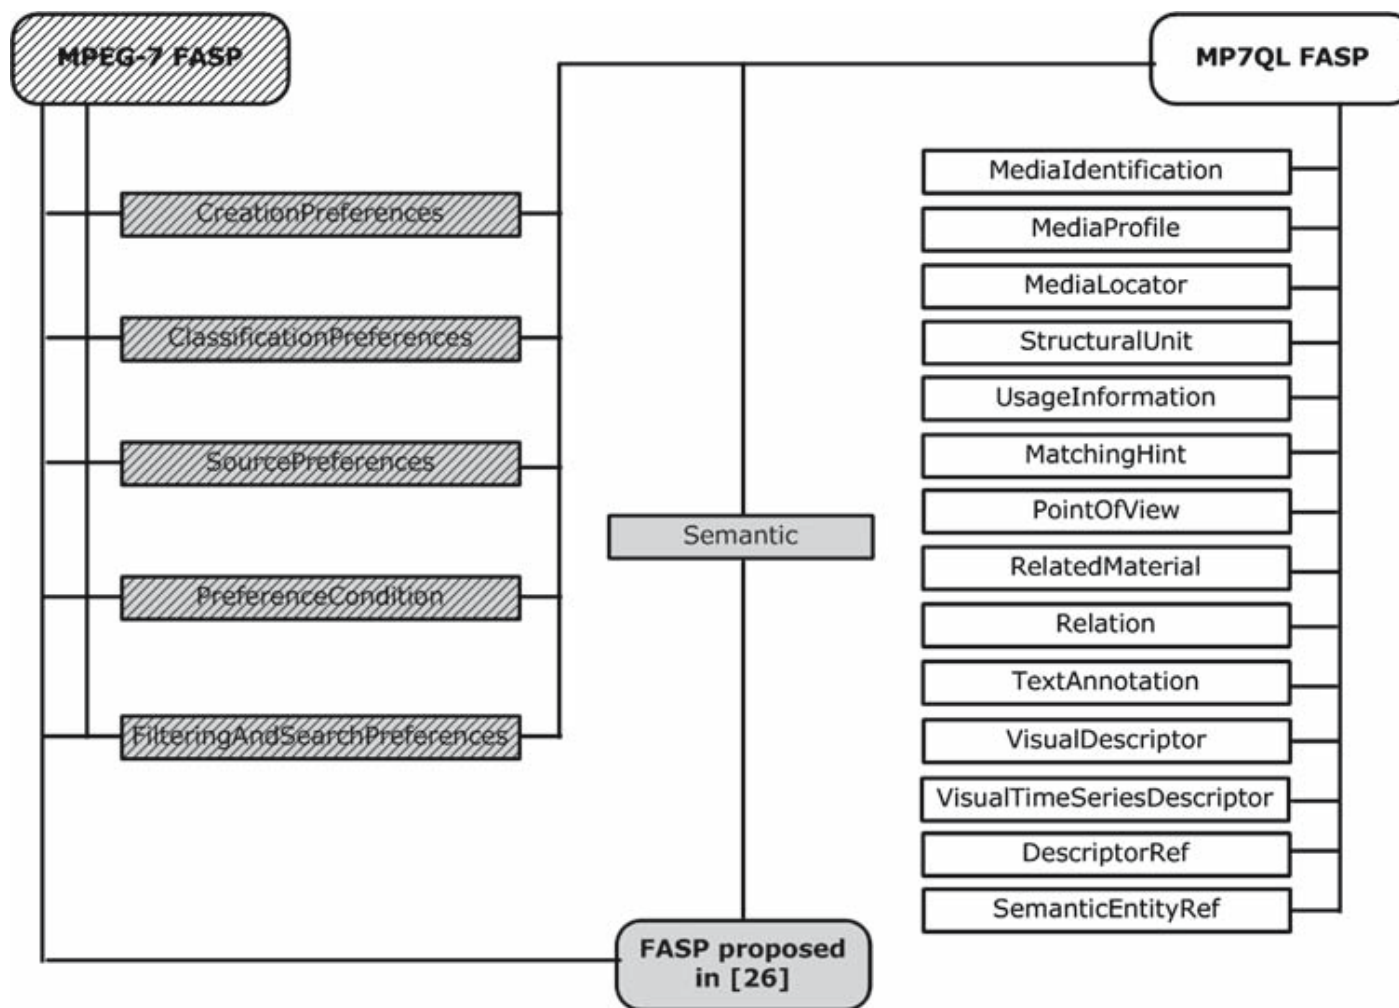 MPEG-7 FASP
MP7QL FASP
CreationPreferences
ClassificationPreferences
SourcePreferences
PreferenceCondition
FilteringAndSearchPreferences
Semantic
MediaIdentification
MediaProfile
MediaLocator
StructuralUnit
UsageInformation
MatchingHint
PointOfView
RelatedMaterial
Relation
TextAnnotation
VisualDescriptor
VisualTimeSeriesDescriptor
DescriptorRef
SemanticEntityRef
FASP proposed
in [26]